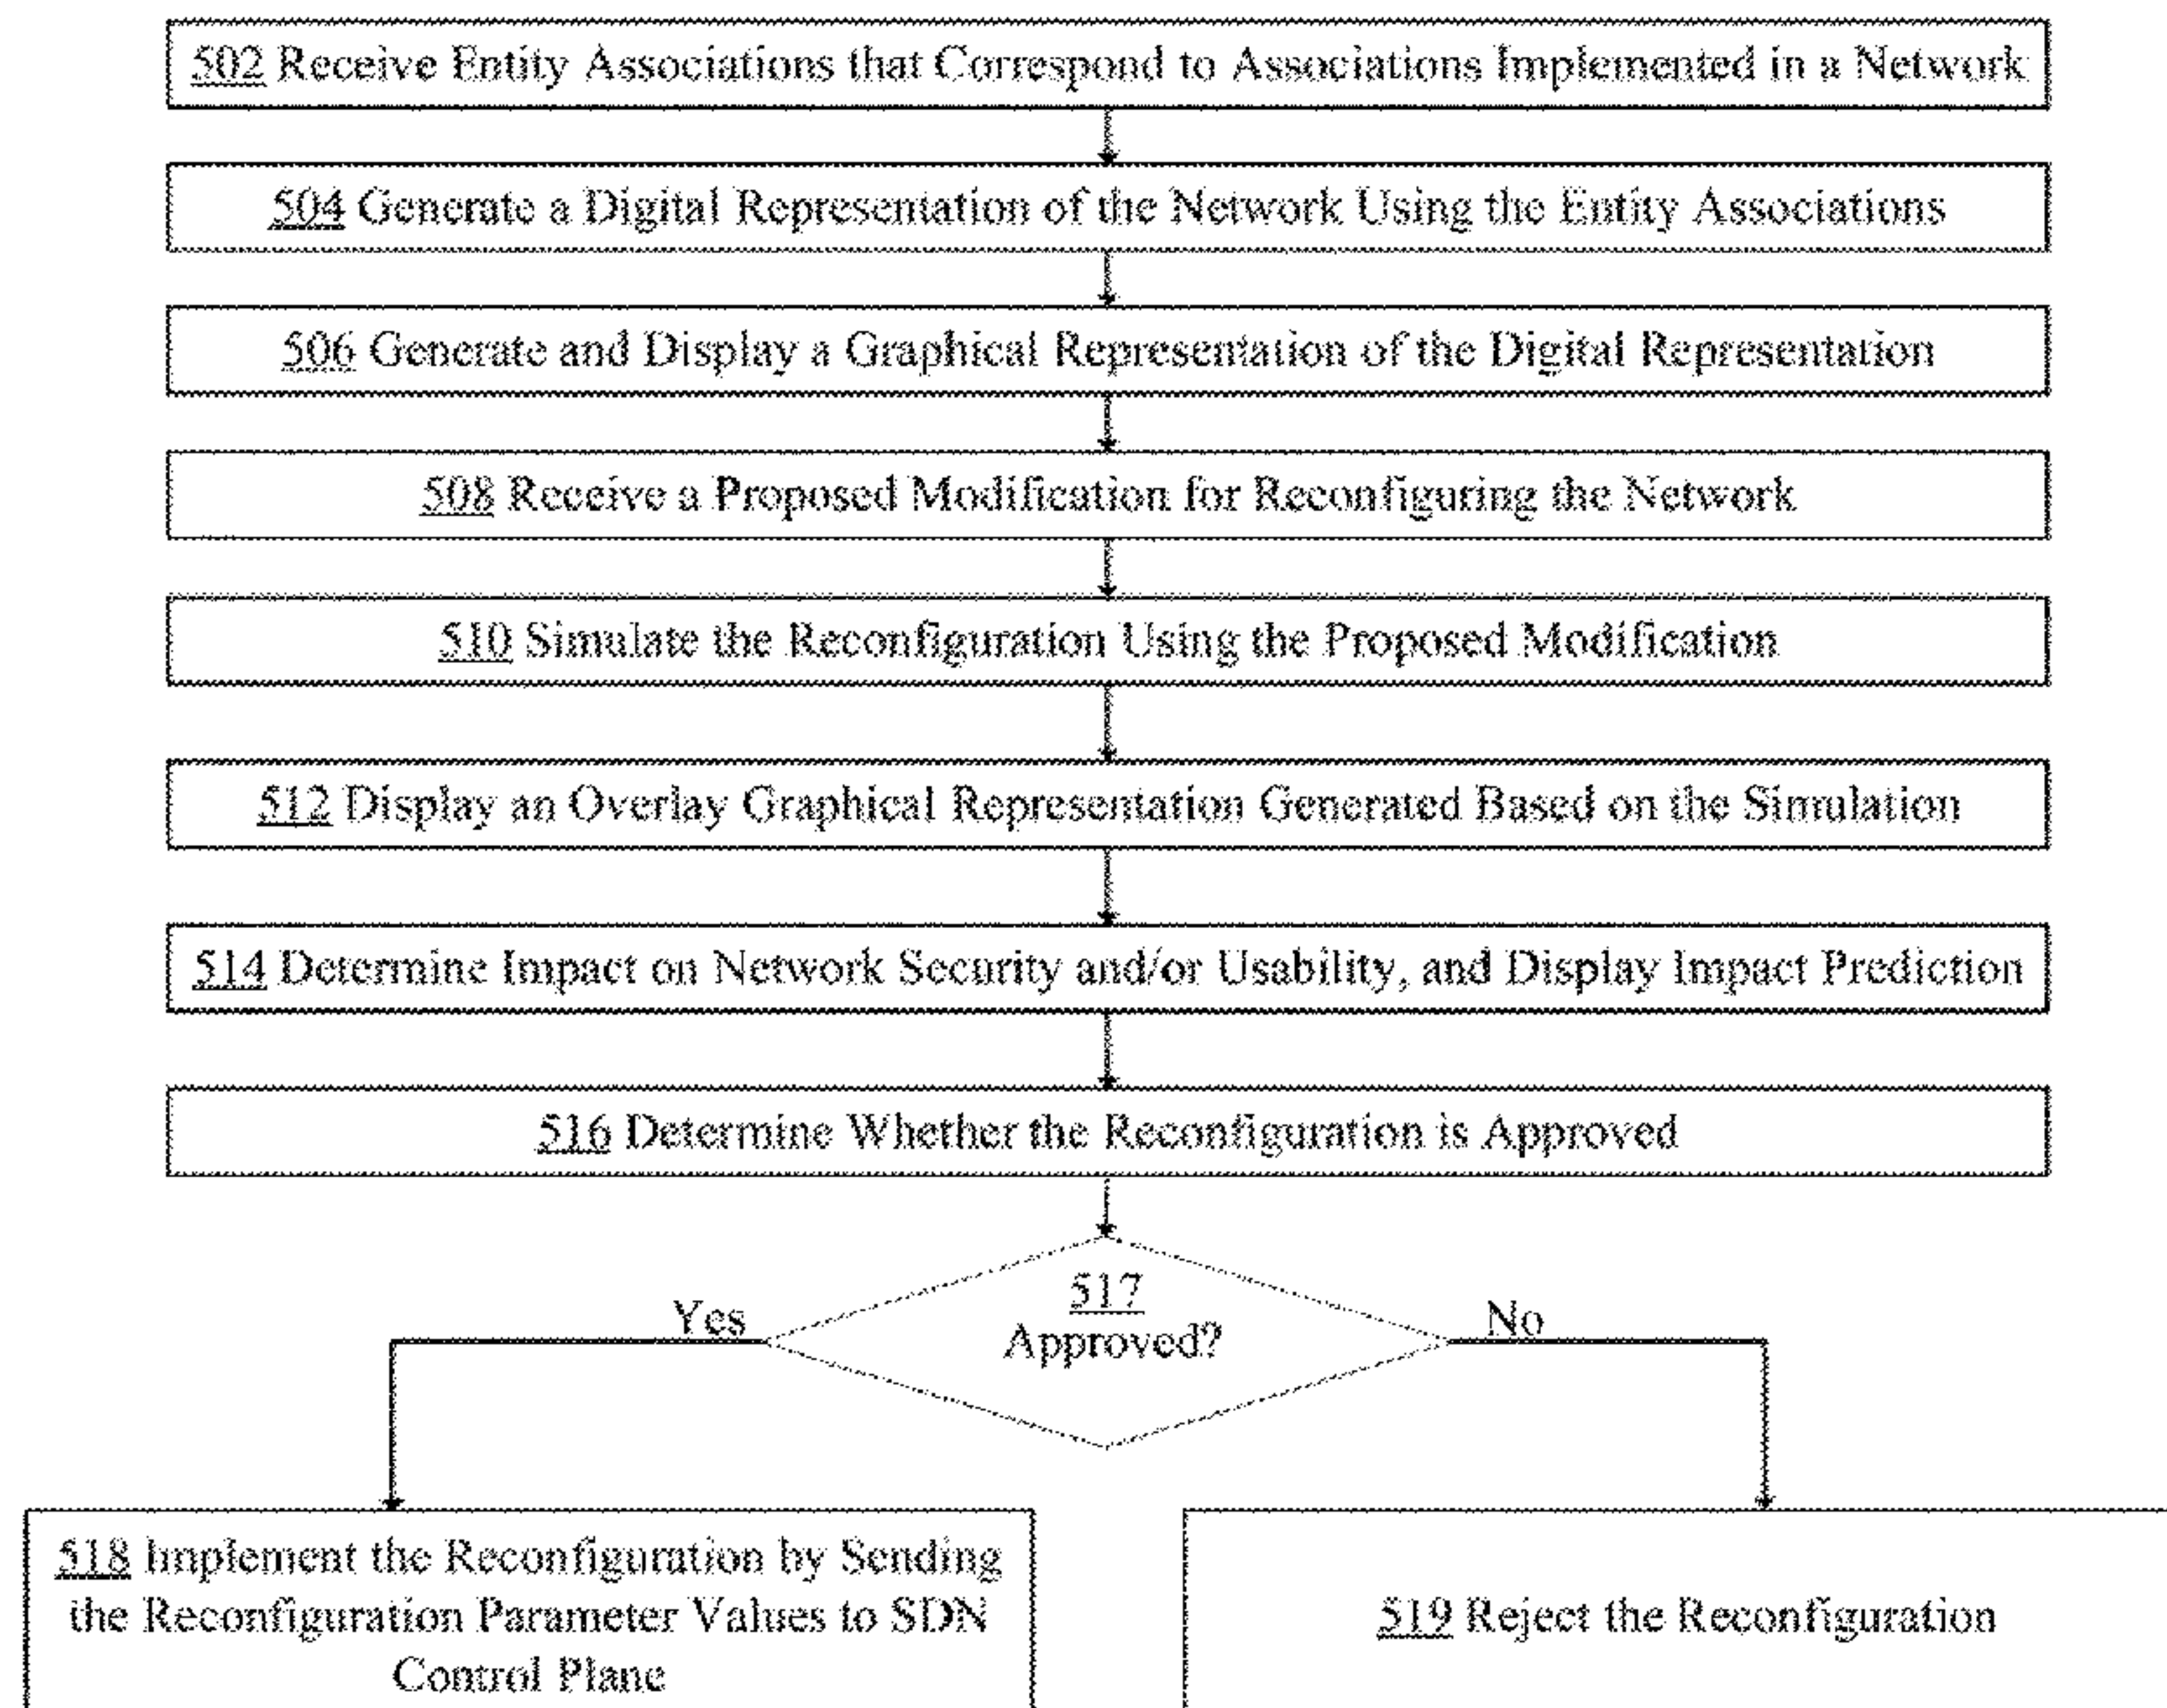 502 Receive Entity Associations that Correspond to Associations Implemented in a Network
504 Generate a Digital Representation of the Network Using the Entity Associations
506 Generate and Display a Graphical Representation of the Digital Representation
508 Receive a Proposed Modification for Reconfiguring the Network
510 Simulate the Reconfiguration Using the Proposed Modification
512 Display an Overlay Graphical Representation Generated Based on the Simulation
514 Determine Impact on Network Security and/or Usability, and Display Impact Prediction
516 Determine Whether the Reconfiguration is Approved
517
Approved?
Yes
No
518 Implement the Reconfiguration by Sending
the Reconfiguration Parameter Values to SDN
Control Plane
519 Reject the Reconfiguration